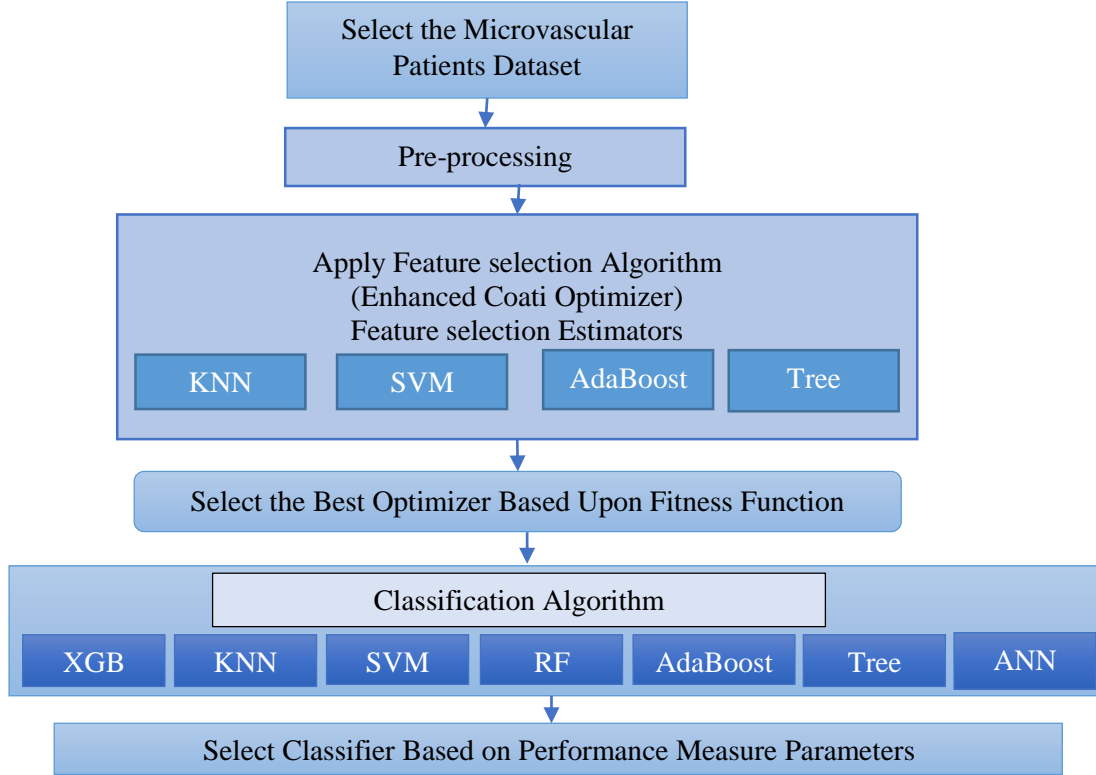 Select the Microvascular
Patients Dataset
Pre-processing
Apply Feature selection Algorithm
(Enhanced Coati Optimizer)
Feature selection Estimators
KNN
SVM
AdaBoost
Tree
Select the Best Optimizer Based Upon Fitness Function
Classification Algorithm
XGB
KNN
SVM
RF
AdaBoost
Tree
ANN
Select Classifier Based on Performance Measure Parameters